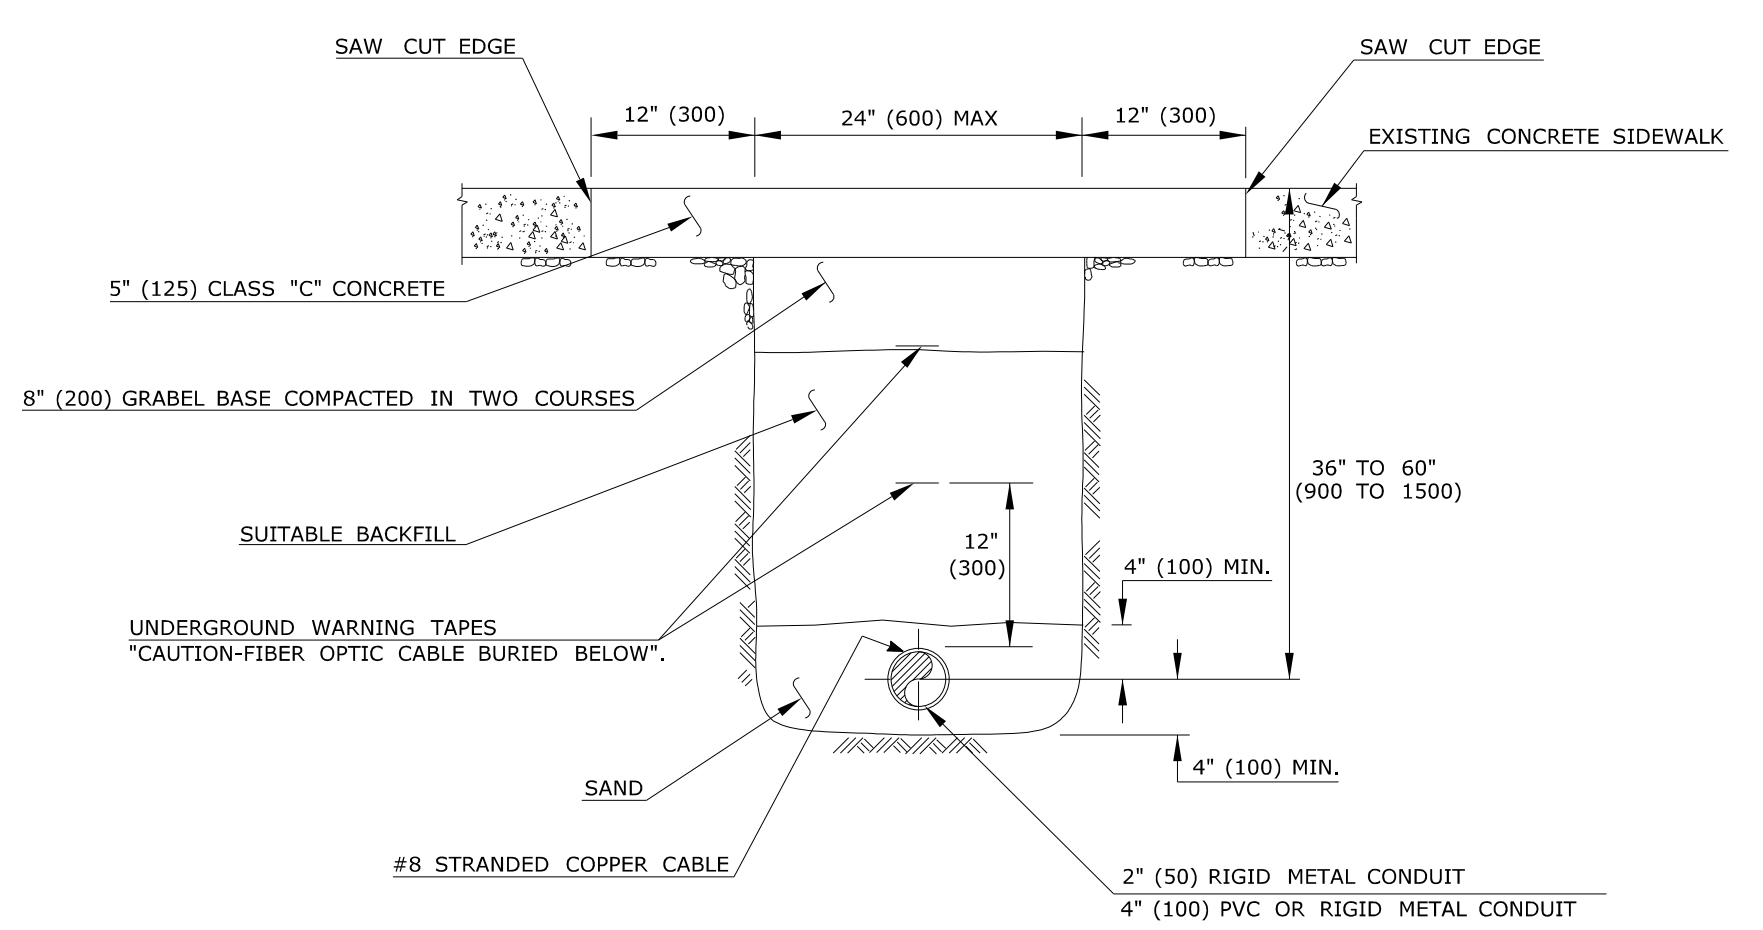 SAW CUT EDGE
SAW CUT EDGE
12" (300)
24" (600) MAX
12" (300)
EXISTING CONCRETE SIDEWALK
5" (125) CLASS "C" CONCRETE
8" (200) GRABEL BASE COMPACTED IN TWO COURSES
36" TO 60"
(900 TO 1500)
SUITABLE BACKFILL
12"
(300)
4" (100) MIN.
UNDERGROUND WARNING TAPES
"CAUTION-FIBER OPTIC CABLE BURIED BELOW".
4" (100) MIN.
SAND
#8 STRANDED COPPER CABLE
2" (50) RIGID METAL CONDUIT
4" (100) PVC OR RIGID METAL CONDUIT